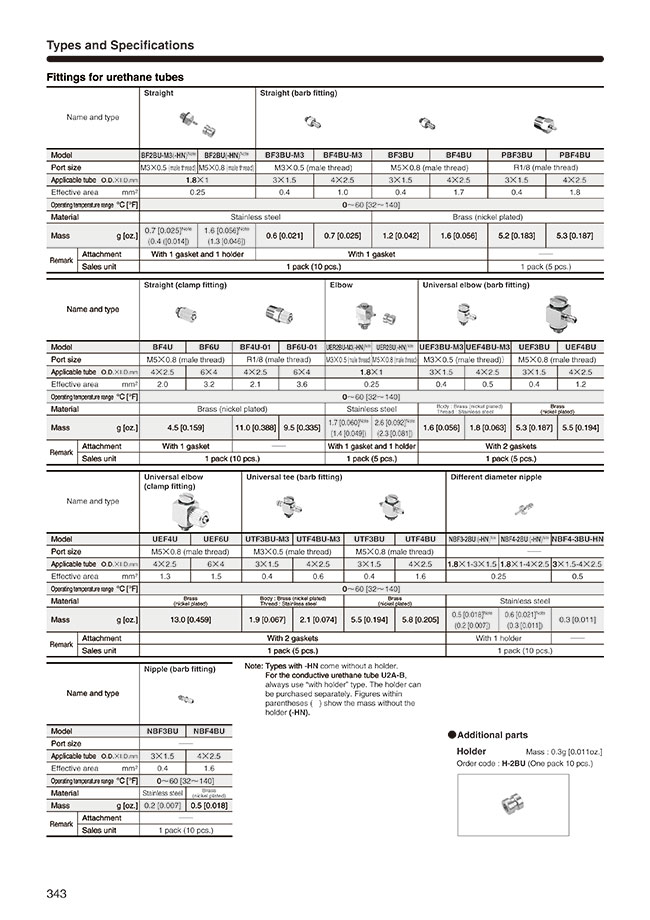 Types and Specifications
Fittings for urethane tubes
Name and type Straight Straight (barb fitting)
Model BF2BU-M3(-HN)Note BF2BU(-HN)Note BF3BU-M3 BF4BU-M3 BF3BU BF4BU PBF3BU PBF4BU
Port size M3×0.5 (male thread) M5×0.8 (male thread) M3×0.5 (male thread) M5×0.8 (male thread) R1/8 (male thread)
Applicable tube O.D.×I.D.mm 1.8×1 3×1.5 4×2.5 3×1.5 4×2.5 3×1.5 4×2.5
Effective area mm² 0.25 0.4 1.0 0.4 1.7 0.4 1.8
Operating temperature range °C [°F] 0～60 [32～140]
Material Stainless steel Brass (nickel plated)
Mass g [oz.] 0.7 [0.025]Note 1.6 [0.056]Note 0.6 [0.021] 0.7 [0.025] 1.2 [0.042] 1.6 [0.056] 5.2 [0.183] 5.3 [0.187]
(0.4 ([0.014]) (1.3 [0.046])
Remark Attachment With 1 gasket and 1 holder With 1 gasket ——
Sales unit 1 pack (10 pcs.) 1 pack (5 pcs.)
Name and type Straight (clamp fitting) Elbow Universal elbow (barb fitting)
Model BF4U BF6U BF4U-01 BF6U-01 UEF2BU-M3(-HN)Note UEF2BU(-HN)Note UEF3BU-M3 UEF4BU-M3 UEF3BU UEF4BU
Port size M5×0.8 (male thread) R1/8 (male thread) M3×0.5 (male thread) M5×0.8 (male thread) M3×0.5 (male thread)) M5×0.8 (male thread)
Applicable tube O.D.×I.D.mm 4×2.5 6×4 4×2.5 6×4 1.8×1 3×1.5 4×2.5 3×1.5 4×2.5
Effective area mm² 2.0 3.2 2.1 3.6 0.25 0.4 0.5 0.4 1.2
Operating temperature range °C [°F] 0～60 [32～140]
Material Brass (nickel plated) Stainless steel Body : Brass (nickel plated) Thread : Stainless steel Brass (nickel plated)
Mass g [oz.] 4.5 [0.159] 11.0 [0.388] 9.5 [0.335] 1.7 [0.060]Note 2.6 [0.092]Note 1.6 [0.056] 1.8 [0.063] 5.3 [0.187] 5.5 [0.194]
(1.4 [0.049]) (2.3 [0.081])
Remark Attachment With 1 gasket —— With 1 gasket and 1 holder With 2 gaskets
Sales unit 1 pack (10 pcs.) 1 pack (5 pcs.) 1 pack (5 pcs.)
Name and type Universal elbow (clamp fitting) Universal tee (barb fitting) Different diameter nipple
Model UEF4U UEF6U UTF3BU-M3 UTF4BU-M3 UTF3BU UTF4BU NBF3-2BU (-HN)Note NBF4-2BU (-HN)Note NBF4-3BU-HN
Port size M5×0.8 (male thread) M3×0.5 (male thread) M5×0.8 (male thread) ——
Applicable tube O.D.×I.D.mm 4×2.5 6×4 3×1.5 4×2.5 3×1.5 4×2.5 1.8×1-3×1.5 1.8×1-4×2.5 3×1.5-4×2.5
Effective area mm² 1.3 1.5 0.4 0.6 0.4 1.6 0.25 0.5
Operating temperature range °C [°F] 0～60 [32～140]
Material Brass (nickel plated) Body : Brass (nickel plated) Thread : Stainless steel Brass (nickel plated) Stainless steel
Mass g [oz.] 13.0 [0.459] 1.9 [0.067] 2.1 [0.074] 5.5 [0.194] 5.8 [0.205] 0.5 [0.018]Note 0.6 [0.021]Note 0.3 [0.011]
(0.2 [0.007]) (0.3 [0.011])
Remark Attachment With 2 gaskets With 1 holder ——
Sales unit 1 pack (5 pcs.) 1 pack (10 pcs.)
Name and type Nipple (barb fitting)
Model NBF3BU NBF4BU
Port size ——
Applicable tube O.D.×I.D.mm 3×1.5 4×2.5
Effective area mm² 0.4 1.6
Operating temperature range °C [°F] 0～60 [32～140]
Material Stainless steel Brass (nickel plated)
Mass g [oz.] 0.2 [0.007] 0.5 [0.018]
Remark Attachment ——
Sales unit 1 pack (10 pcs.)
Note: Types with -HN come without a holder.
For the conductive urethane tube U2A-B,
always use "with holder" type. The holder can
be purchased separately. Figures within
parentheses ( ) show the mass without the
holder (-HN).
●Additional parts
Holder Mass : 0.3g [0.011oz.]
Order code : H-2BU (One pack 10 pcs.)
343